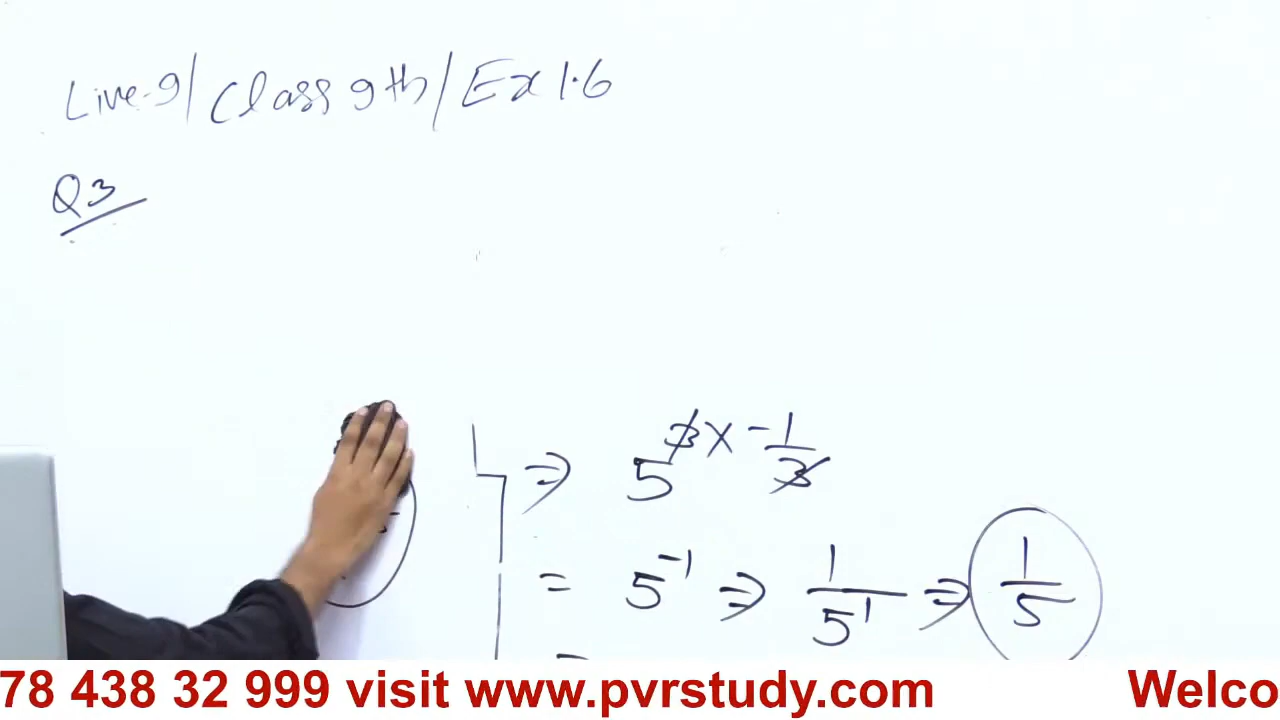 Live-9/Class 9th/Ex 1.6
Q3
⇒ 5^{3 × -1/3}
= 5^{-1} ⇒ 1/5^1 ⇒ 1/5
=
78 438 32 999 visit www.pvrstudy.com Welco